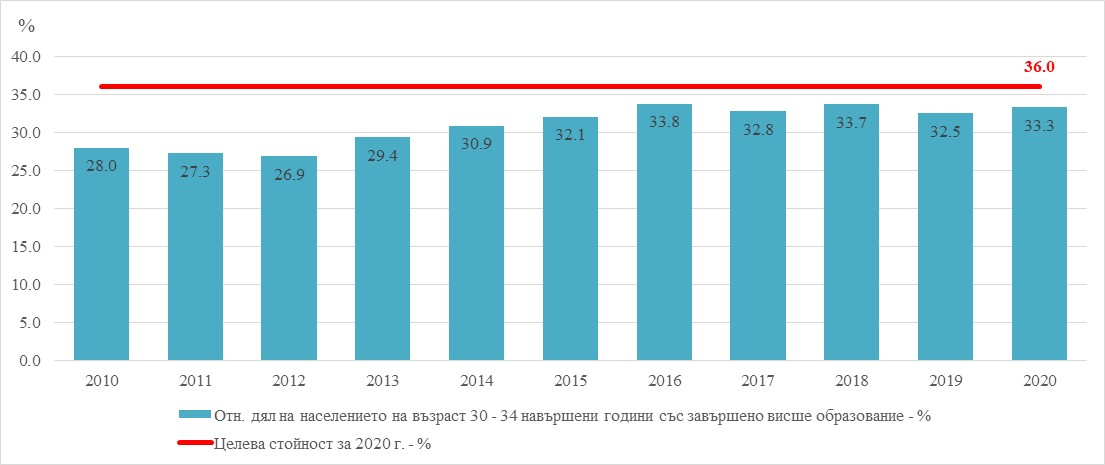 %
40.0
36.0
35.0
30.0
25.0
20.0
15.0
10.0
5.0
0.0
28.0 27.3 26.9 29.4 30.9 32.1 33.8 32.8 33.7 32.5 33.3
2010 2011 2012 2013 2014 2015 2016 2017 2018 2019 2020
Отн. дял на населението на възраст 30 - 34 навършени години със завършено висше образование - %
Целева стойност за 2020 г. - %